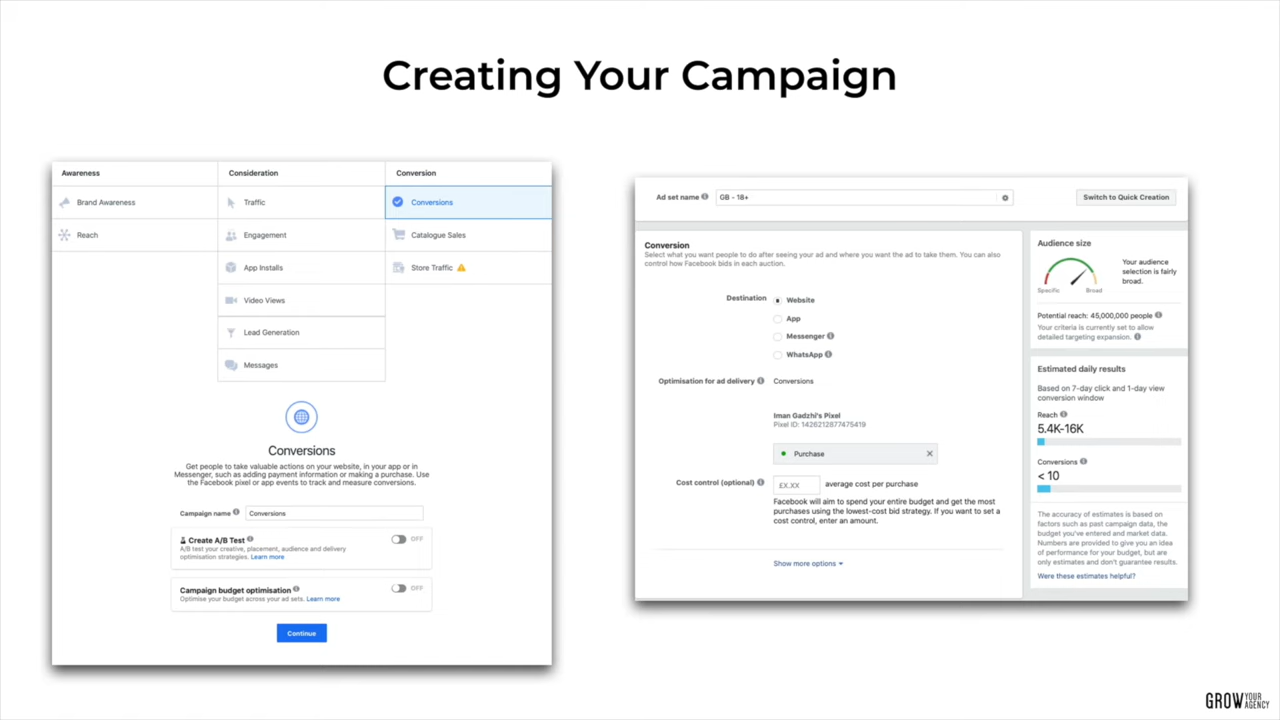 Creating Your Campaign
Awareness
Consideration
Conversion
Brand Awareness
Traffic
Conversions
Reach
Engagement
Catalogue Sales
App Installs
Store Traffic
Video Views
Lead Generation
Messages
Conversions
Get people to take valuable actions on your website, in your app or in
Messenger, such as adding payment information or making a purchase. Use
the Facebook pixel or app events to track and measure conversions.
Campaign name
Conversions
Create A/B Test
OFF
A/B test your creative, placement, audience and delivery
optimisation strategies. Learn more
Campaign budget optimisation
OFF
Optimise your budget across your ad sets. Learn more
Continue
Ad set name
GB - 18+
Switch to Quick Creation
Conversion
Select what you want people to do after seeing your ad and where you want the ad to take them. You can also
control how Facebook bids in each auction.
Destination
Website
App
Messenger
WhatsApp
Optimisation for ad delivery
Conversions
Iman Gadzhi's Pixel
Pixel ID: 1426212877475419
Purchase
Cost control (optional)
£X.XX
average cost per purchase
Facebook will aim to spend your entire budget and get the most
purchases using the lowest-cost bid strategy. If you want to set a
cost control, enter an amount.
Show more options
Audience size
Specific
Broad
Your audience
selection is fairly
broad.
Potential reach: 45,000,000 people
Your criteria is currently set to allow
detailed targeting expansion.
Estimated daily results
Based on 7-day click and 1-day view
conversion window
Reach
5.4K-16K
Conversions
< 10
The accuracy of estimates is based on
factors such as past campaign data, the
budget you've entered and market data.
Numbers are provided to give you an idea
of performance for your budget, but are
only estimates and don't guarantee results.
Were these estimates helpful?
GROW YOUR AGENCY